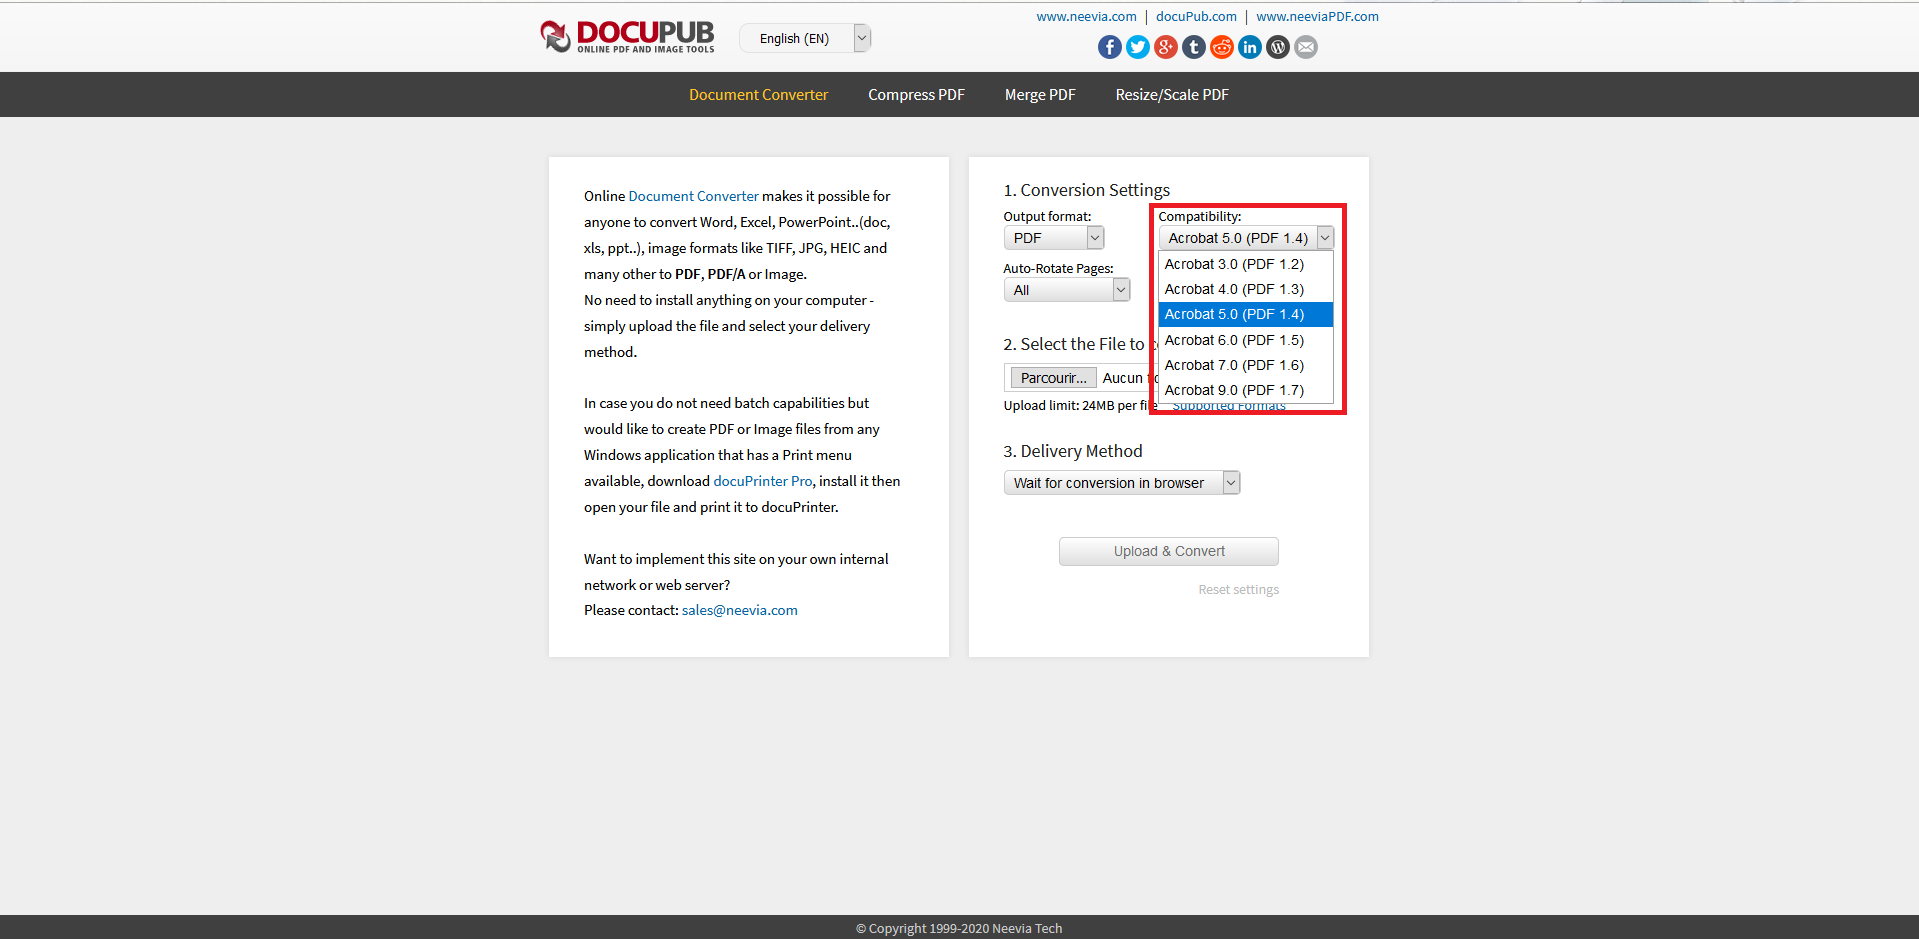 www.neevia.com | docuPub.com | www.neeviaPDF.com
DOCUPUB
ONLINE PDF AND IMAGE TOOLS
English (EN)
Document Converter
Compress PDF
Merge PDF
Resize/Scale PDF
Online Document Converter makes it possible for
anyone to convert Word, Excel, PowerPoint..(doc,
xls, ppt..), image formats like TIFF, JPG, HEIC and
many other to PDF, PDF/A or Image.
No need to install anything on your computer -
simply upload the file and select your delivery
method.
In case you do not need batch capabilities but
would like to create PDF or Image files from any
Windows application that has a Print menu
available, download docuPrinter Pro, install it then
open your file and print it to docuPrinter.
Want to implement this site on your own internal
network or web server?
Please contact: sales@neevia.com
1. Conversion Settings
Output format:
PDF
Compatibility:
Acrobat 5.0 (PDF 1.4)
Acrobat 3.0 (PDF 1.2)
Acrobat 4.0 (PDF 1.3)
Acrobat 5.0 (PDF 1.4)
Acrobat 6.0 (PDF 1.5)
Acrobat 7.0 (PDF 1.6)
Acrobat 9.0 (PDF 1.7)
Auto-Rotate Pages:
All
2. Select the File to
Parcourir... Aucun
Upload limit: 24MB per file Supported Formats
3. Delivery Method
Wait for conversion in browser
Upload & Convert
Reset settings
© Copyright 1999-2020 Neevia Tech